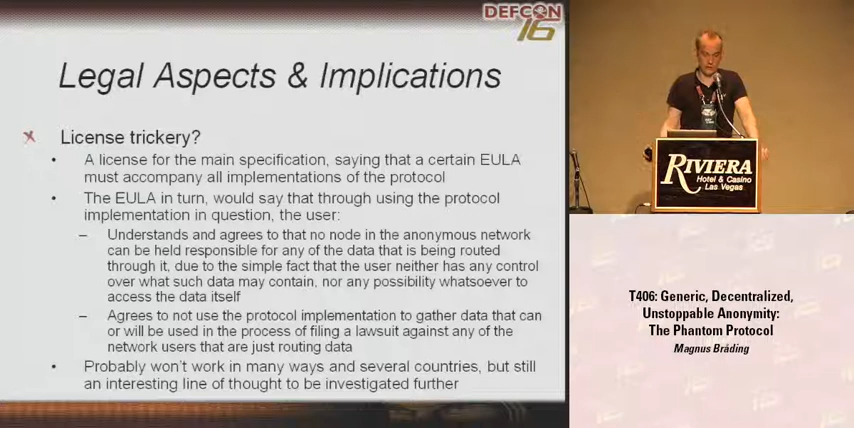 DEFCON
16
Legal Aspects & Implications
License trickery?
• A license for the main specification, saying that a certain EULA
must accompany all implementations of the protocol
• The EULA in turn, would say that through using the protocol
implementation in question, the user:
– Understands and agrees to that no node in the anonymous network
can be held responsible for any of the data that is being routed
through it, due to the simple fact that the user neither has any control
over what such data may contain, nor any possibility whatsoever to
access the data itself
– Agrees to not use the protocol implementation to gather data that can
or will be used in the process of filing a lawsuit against any of the
network users that are just routing data
• Probably won't work in many ways and several countries, but still
an interesting line of thought to be investigated further
RIVIERA
Hotel & Casino
Las Vegas
T406: Generic, Decentralized,
Unstoppable Anonymity:
The Phantom Protocol
Magnus Bråding